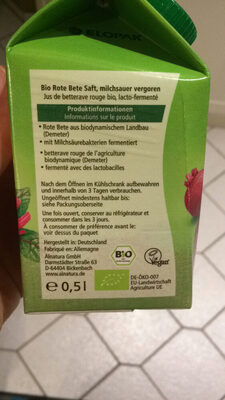 ELOPAK
Bio Rote Bete Saft, milchsauer vergoren
Jus de betterave rouge bio, lacto-fermenté
Produktinformationen
Informations sur le produit
• Rote Bete aus biodynamischem Landbau
(Demeter)
• mit Milchsäurebakterien fermentiert
• betterave rouge de l'agriculture
biodynamique (Demeter)
• fermenté avec des lactobacilles
Nach dem Öffnen im Kühlschrank aufbewahren
und innerhalb von 3 Tagen verbrauchen.
Ungeöffnet mindestens haltbar bis:
siehe Packungsoberseite
Une fois ouvert, conserver au réfrigérateur et
consommer dans les 3 jours.
À consommer de préférence avant le:
voir dessus du paquet
Hergestellt in: Deutschland
Fabriqué en: Allemagne
Alnatura GmbH
Darmstädter Straße 63
D-64404 Bickenbach
www.alnatura.de
Bio
Vegan
e 0,5 l
DE-ÖKO-007
EU-Landwirtschaft
Agriculture UE